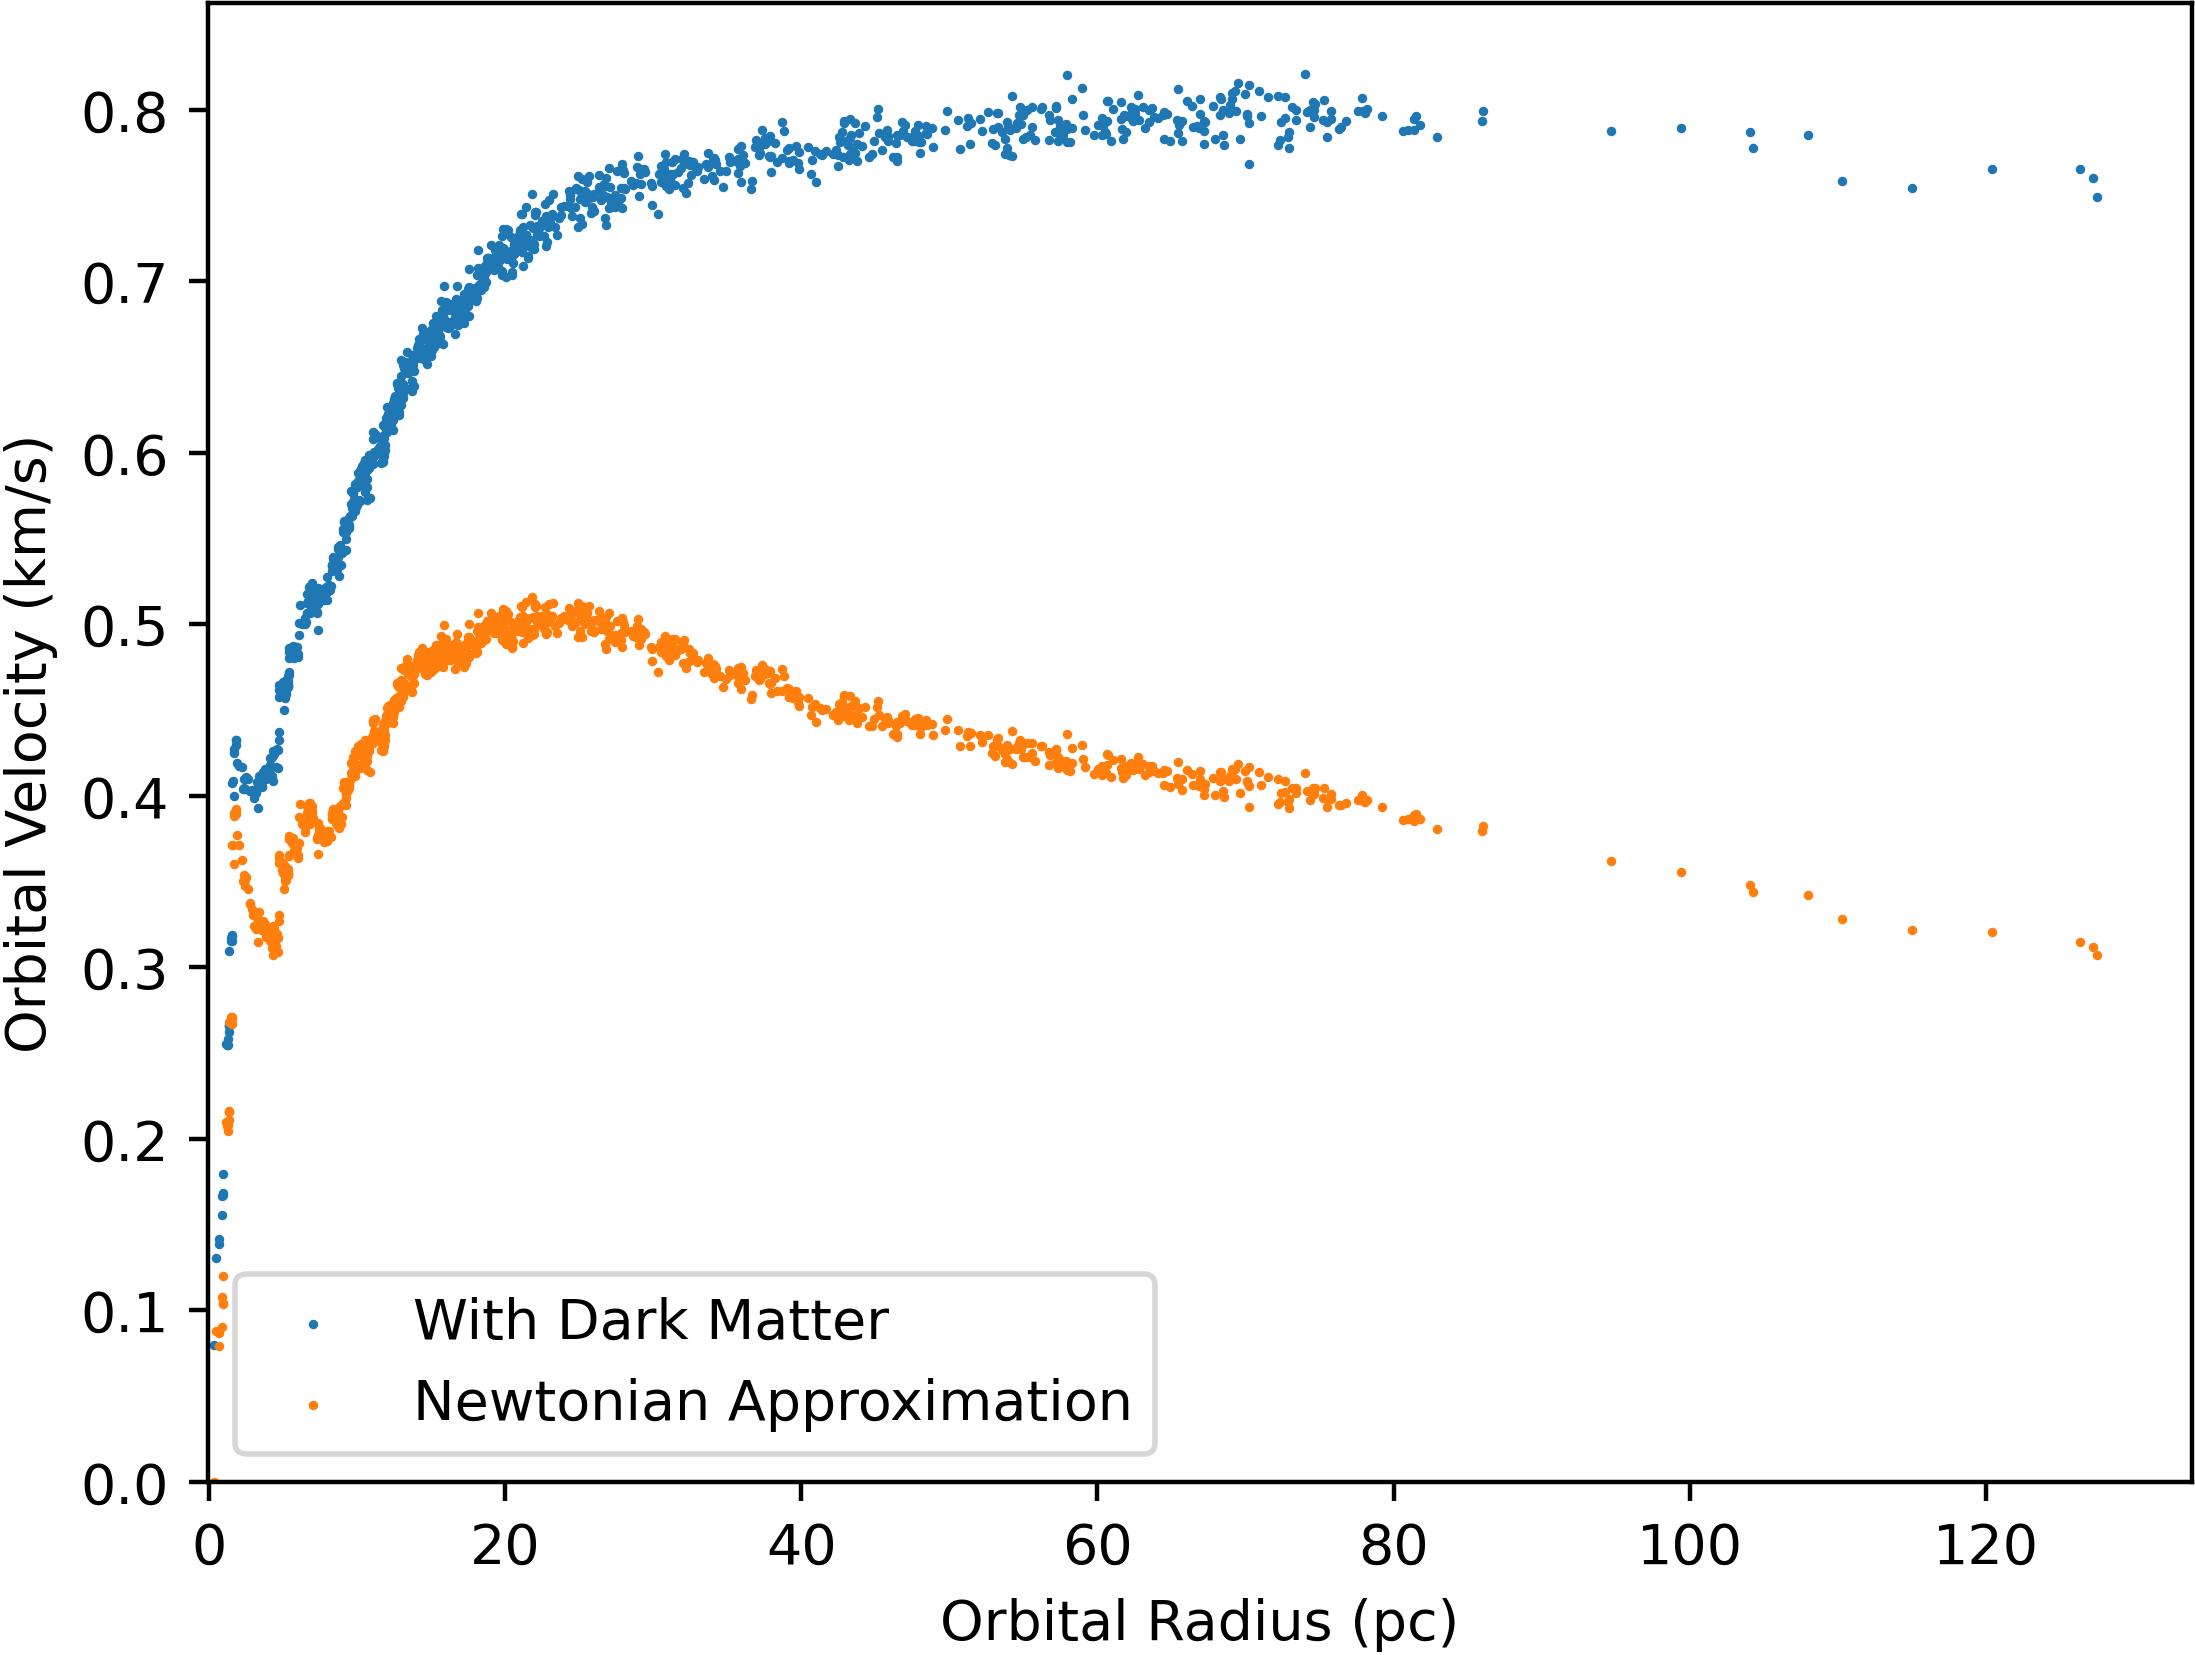 0.8
0.7
0.6
0.5
0.4
0.3
0.2
0.1
0.0
Orbital Velocity (km/s)
With Dark Matter
Newtonian Approximation
0 20 40 60 80 100 120
Orbital Radius (pc)